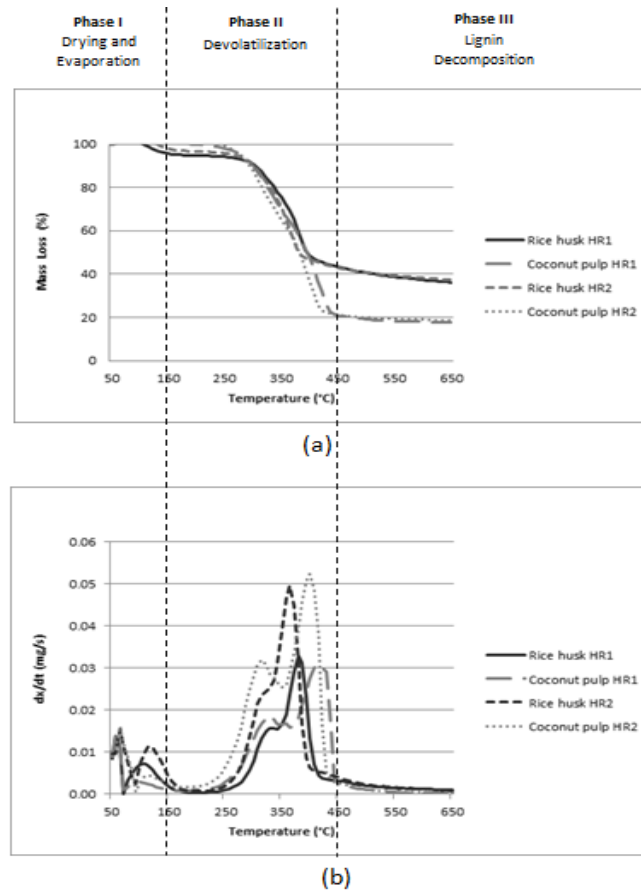 Phase I
Drying and
Evaporation
Phase II
Devolatilization
Phase III
Lignin
Decomposition
100
80
60
40
20
0
Mass Loss (%)
50 150 250 350 450 550 650
Temperature (°C)
Rice husk HR1
Coconut pulp HR1
Rice husk HR2
Coconut pulp HR2
(a)
0.06
0.05
0.04
0.03
0.02
0.01
0.00
dx/dt (mg/s)
50 150 250 350 450 550 650
Temperature (°C)
Rice husk HR1
Coconut pulp HR1
Rice husk HR2
Coconut pulp HR2
(b)